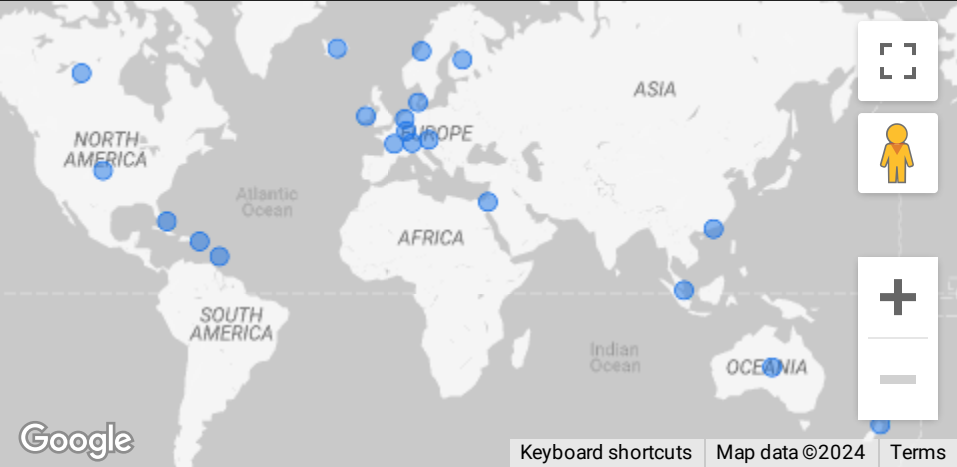 ASIA
NORTH
AMERICA
EUROPE
Atlantic
Ocean
AFRICA
SOUTH
AMERICA
Indian
Ocean
OCEANIA
Google
Keyboard shortcuts
Map data ©2024
Terms